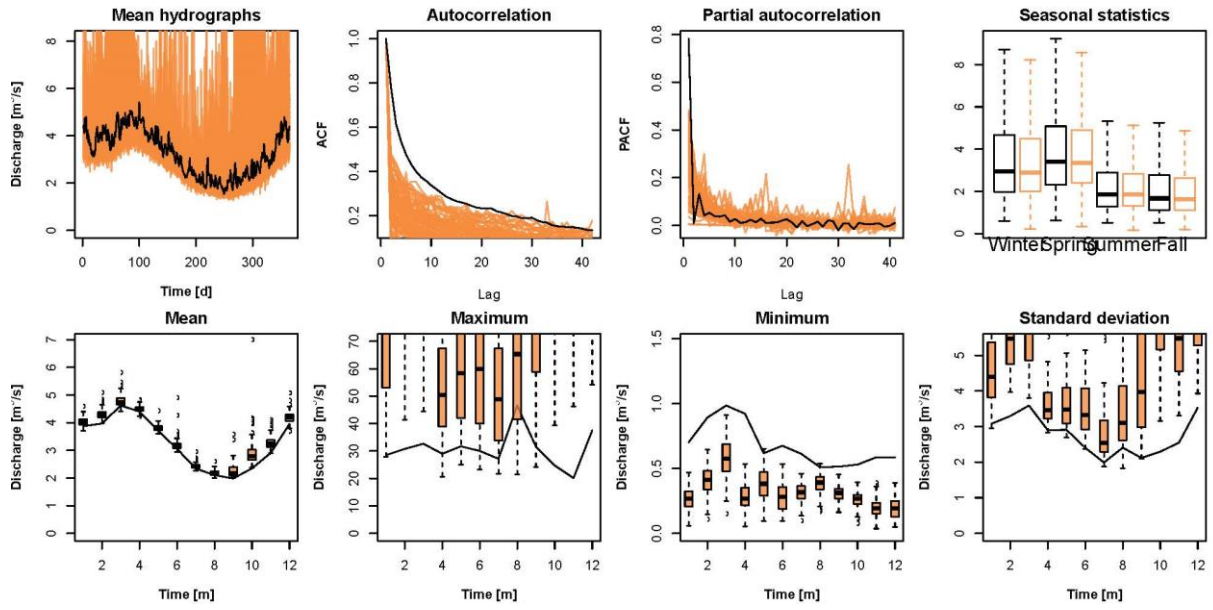 Mean hydrographs
Discharge [m³/s]
8
6
4
2
0
0 100 200 300
Time [d]
Autocorrelation
ACF
1.0
0.8
0.6
0.4
0.2
0 10 20 30 40
Lag
Partial autocorrelation
PACF
0.8
0.6
0.4
0.2
0.0
0 10 20 30 40
Lag
Seasonal statistics
8
6
4
2
0
Winter Spring Summer Fall
Mean
Discharge [m³/s]
7
6
5
4
3
2
1
0
2 4 6 8 10 12
Time [m]
Maximum
Discharge [m³/s]
70
60
50
40
30
20
10
0
2 4 6 8 10 12
Time [m]
Minimum
Discharge [m³/s]
1.5
1.0
0.5
0.0
2 4 6 8 10 12
Time [m]
Standard deviation
Discharge [m³/s]
5
4
3
2
1
0
2 4 6 8 10 12
Time [m]